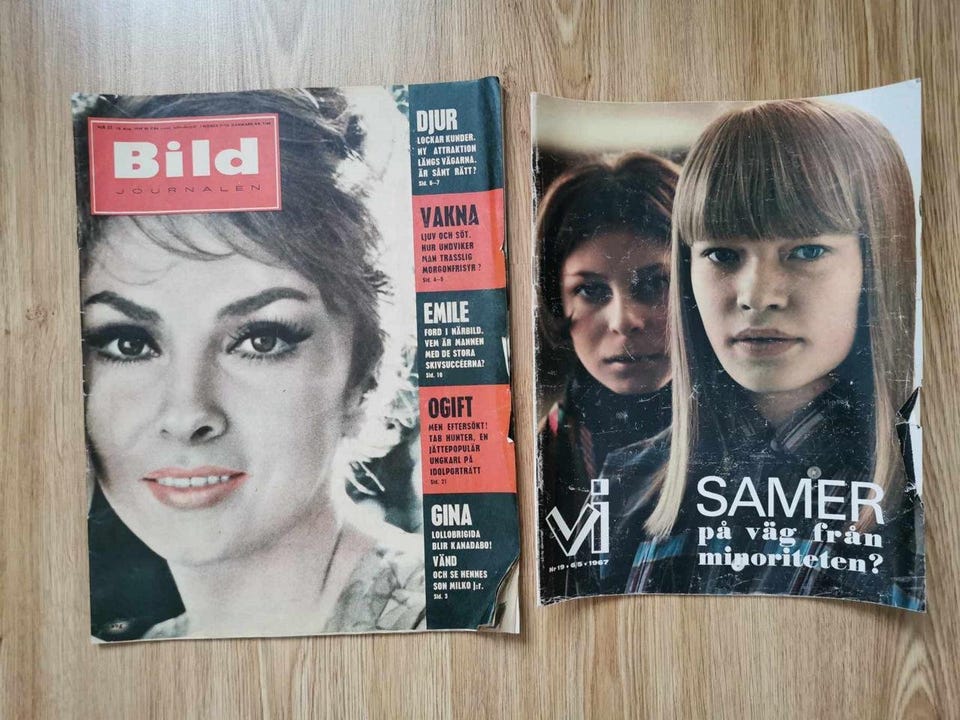 Bild
JOURNALEN
DJUR
LOCKAR KUNDER.
NY ATTRAKTION
LÄNGS VÄGARNA.
ÄR SÅNT RÄTT?
Sid. 6-7
VAKNA
LJUV OCH SÖT.
HUR UNDVIKER
MAN TRASSLIG
MORGONFRISYR?
Sid. 4-5
EMILE
FORD I NÄRBILD.
VEM ÄR MANNEN
MED DE STORA
SKIVSUCCÉERNA?
Sid. 10
OGIFT
MEN EFTERSÖKT!
TAB HUNTER, EN
JÄTTEPOPULÄR
UNGKARL PÅ
IDOLPORTRÄTT
Sid. 21
GINA
LOLLOBRIGIDA
BLIR KANADABO!
VÄND
OCH SE HENNES
SON MILKO j:r.
Sid. 3
vi
Nr 19 • 6/5 • 1967
SAMER
på väg från
minoriteten?